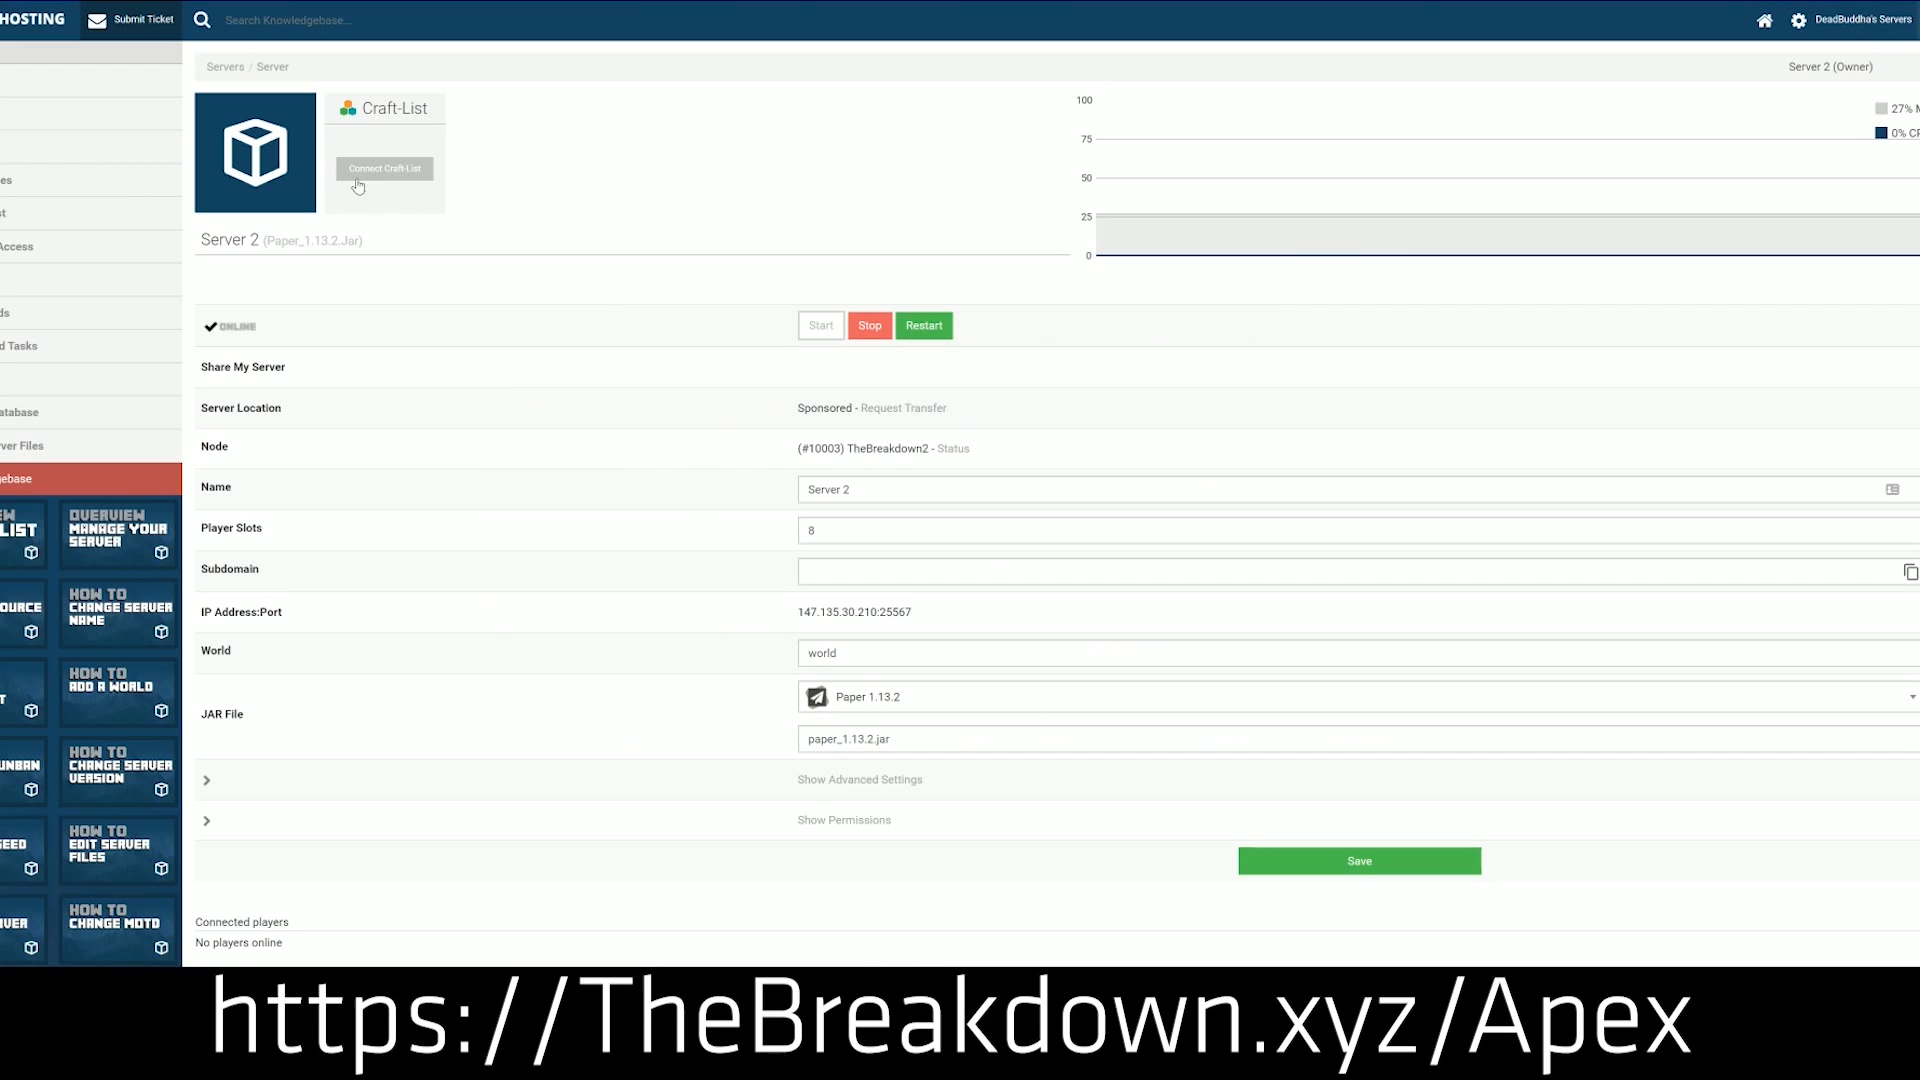 HOSTING Submit Ticket Search Knowledgebase... DeadBuddha's Servers
Servers / Server Server 2 (Owner)
Craft-List
Connect Craft-List
100
75
50
25
0
27% M
0% CP
Server 2 (Paper_1.13.2.Jar)
es
st
Access
ds
d Tasks
atabase
ver Files
gebase
ONLINE Start Stop Restart
Share My Server
Server Location Sponsored - Request Transfer
Node (#10003) TheBreakdown2 - Status
Name Server 2
Player Slots 8
Subdomain
IP Address:Port 147.135.30.210:25567
World world
JAR File Paper 1.13.2
paper_1.13.2.jar
Show Advanced Settings
Show Permissions
Save
Connected players
No players online
EW
LIST
OVERVIEW
MANAGE YOUR
SERVER
OURCE
HOW TO
CHANGE SERVER
NAME
T
HOW TO
ADD A WORLD
UNBAN
HOW TO
CHANGE SERVER
VERSION
SEED
HOW TO
EDIT SERVER
FILES
VER
HOW TO
CHANGE MOTD
https://TheBreakdown.xyz/Apex